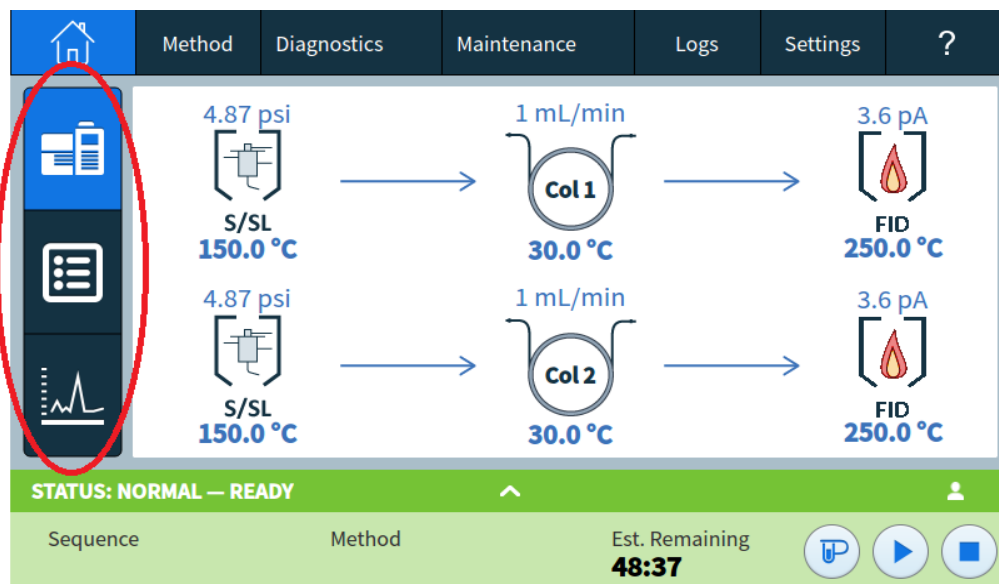 Method Diagnostics Maintenance Logs Settings ?
4.87 psi 1 mL/min 3.6 pA
Col 1
S/SL FID
150.0 °C 30.0 °C 250.0 °C
4.87 psi 1 mL/min 3.6 pA
Col 2
S/SL FID
150.0 °C 30.0 °C 250.0 °C
STATUS: NORMAL — READY
Sequence Method Est. Remaining
48:37